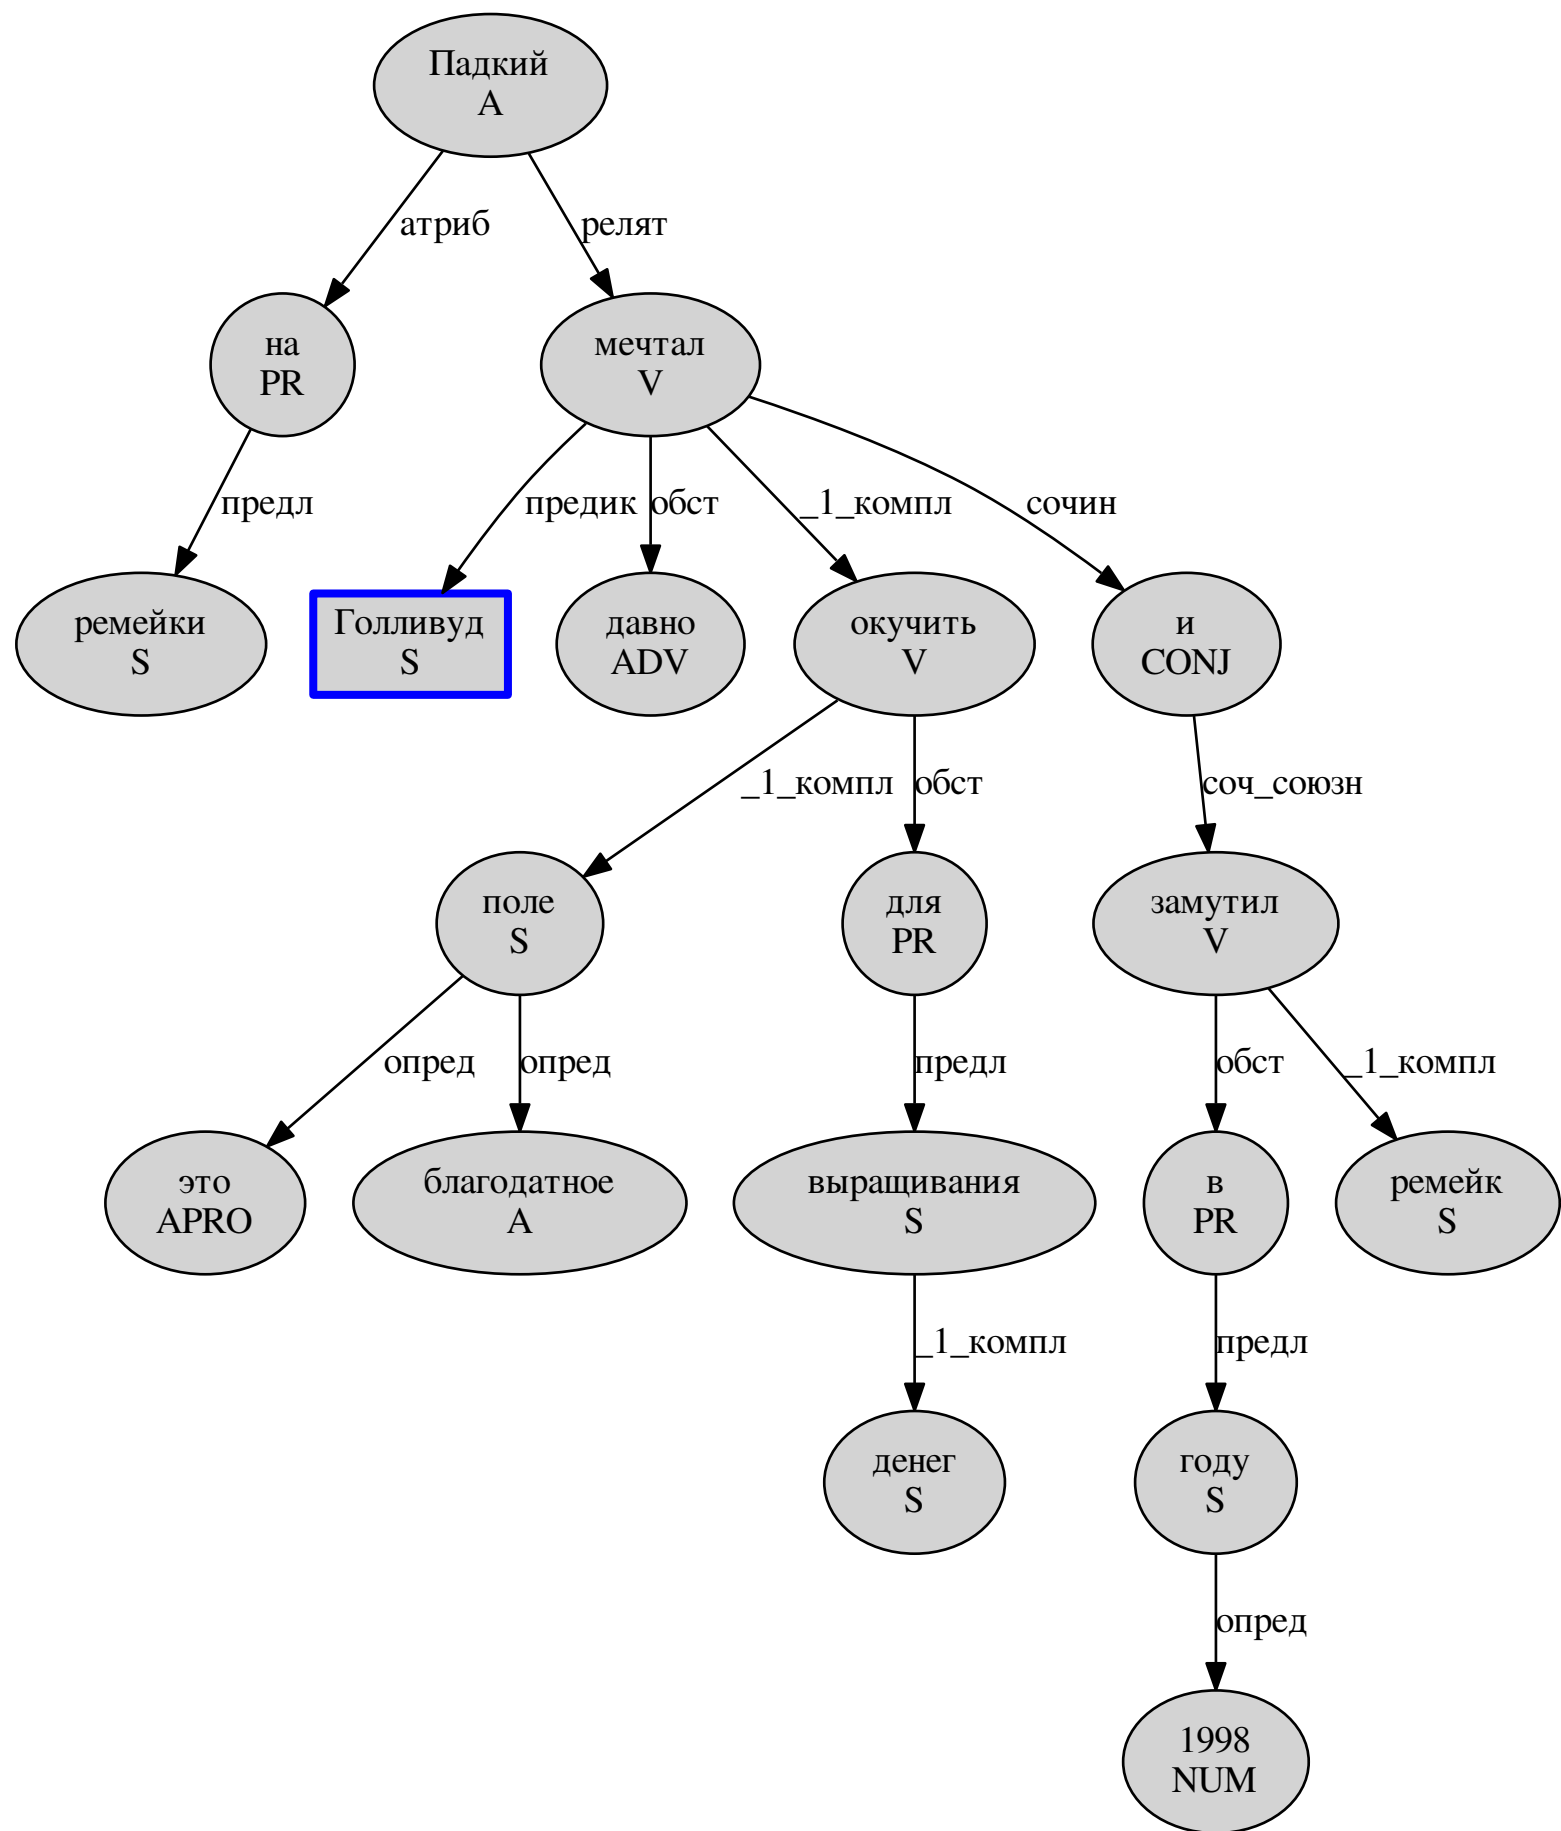 Падкий
A
атриб
релят
на
PR
мечтал
V
предл
предик
обст
_1_компл
сочин
ремейки
S
Голливуд
S
давно
ADV
окучить
V
и
CONJ
_1_компл
обст
соч_союзн
поле
S
для
PR
замутил
V
опред
опред
предл
обст
_1_компл
это
APRO
благодатное
A
выращивания
S
в
PR
ремейк
S
_1_компл
предл
денег
S
году
S
опред
1998
NUM